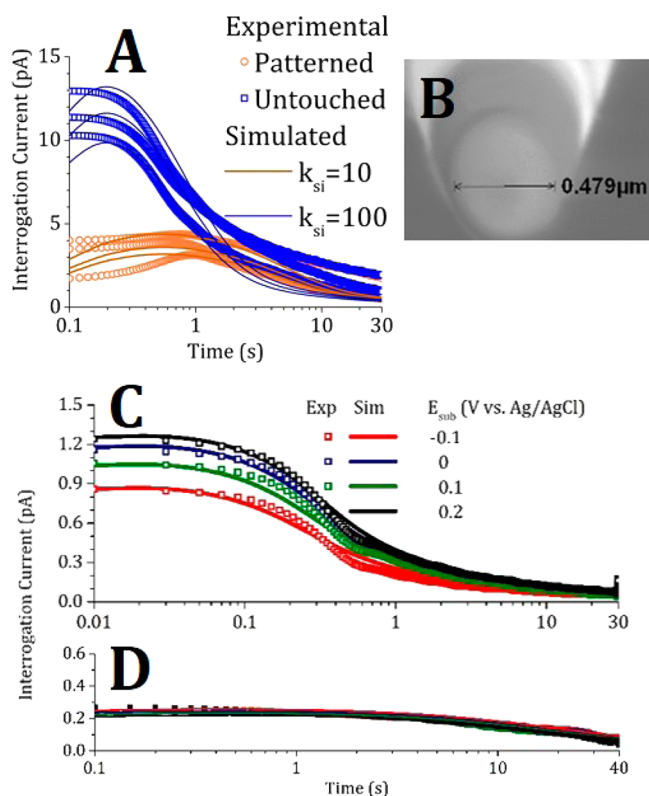 A
Experimental
Patterned
Untouched
Simulated
k_si=10
k_si=100
15
10
5
0
Interrogation Current (pA)
0.1
1
10
30
Time (s)
B
0.479µm
C
Exp Sim E_sub (V vs. Ag/AgCl)
-0.1
0
0.1
0.2
1.5
1.2
0.9
0.6
0.3
0.0
0.01
0.1
1
10
30
Interrogation Current (pA)
D
0.6
0.4
0.2
0.0
0.1
1
10
40
Time (s)